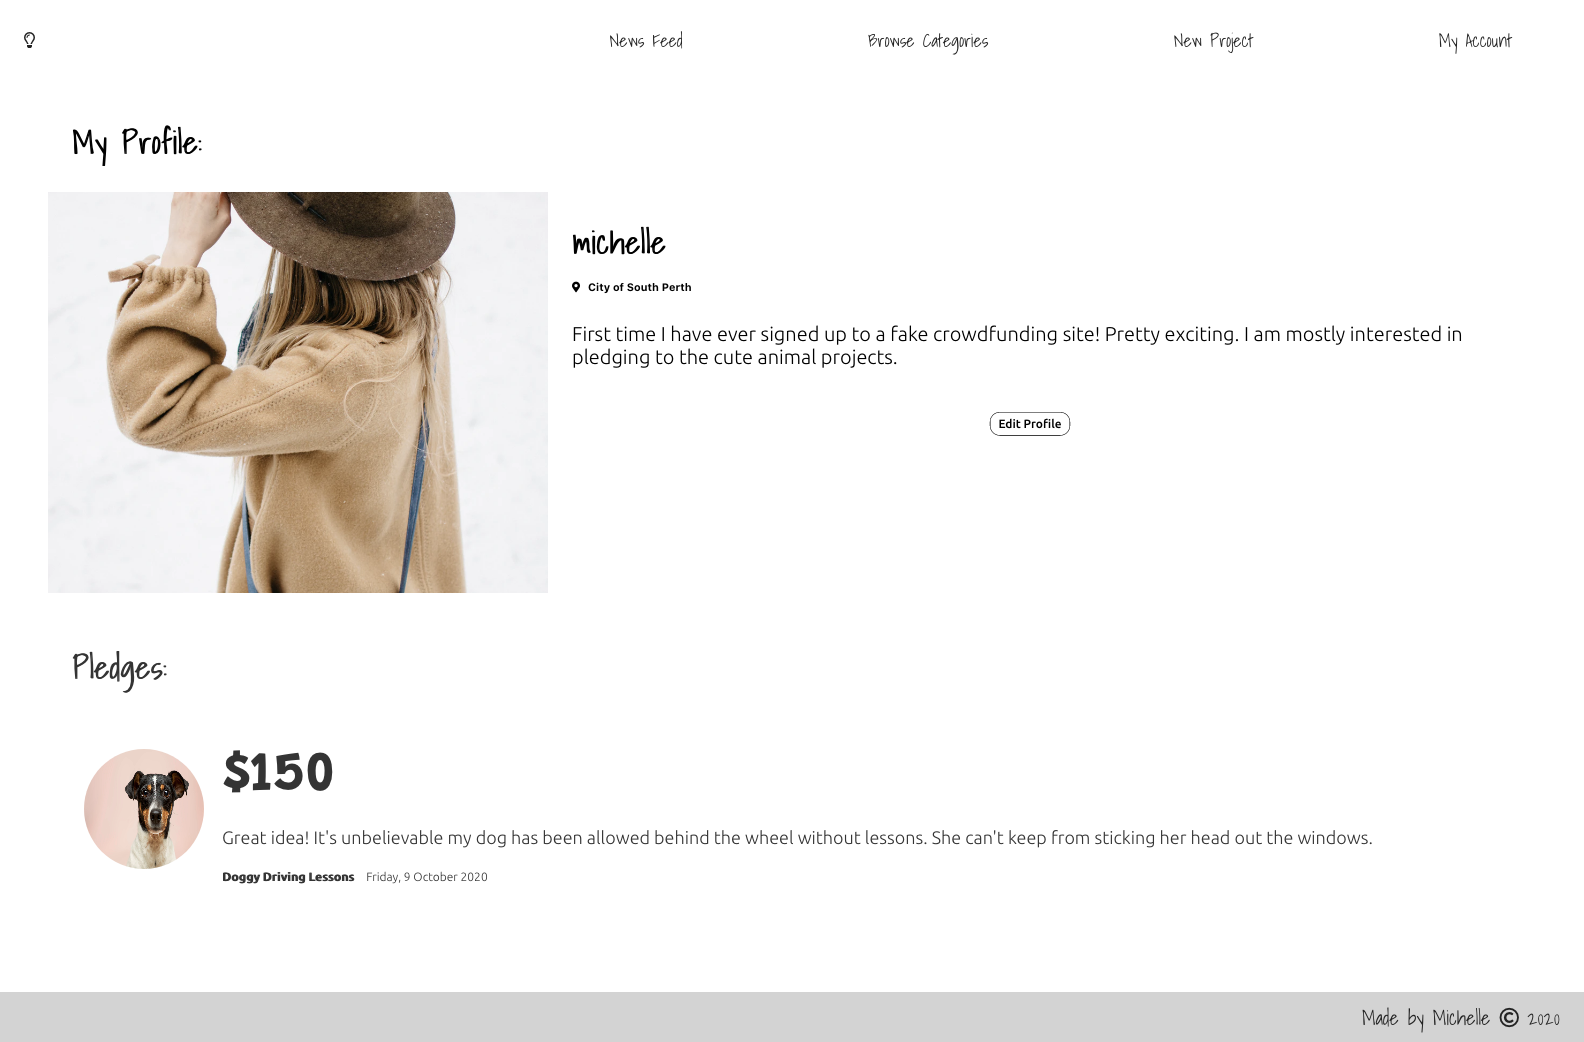 News Feed
Browse Categories
New Project
My Account
My Profile:
michelle
City of South Perth
First time I have ever signed up to a fake crowdfunding site! Pretty exciting. I am mostly interested in
pledging to the cute animal projects.
Edit Profile
Pledges:
$150
Great idea! It's unbelievable my dog has been allowed behind the wheel without lessons. She can't keep from sticking her head out the windows.
Doggy Driving Lessons Friday, 9 October 2020
Made by Michelle © 2020